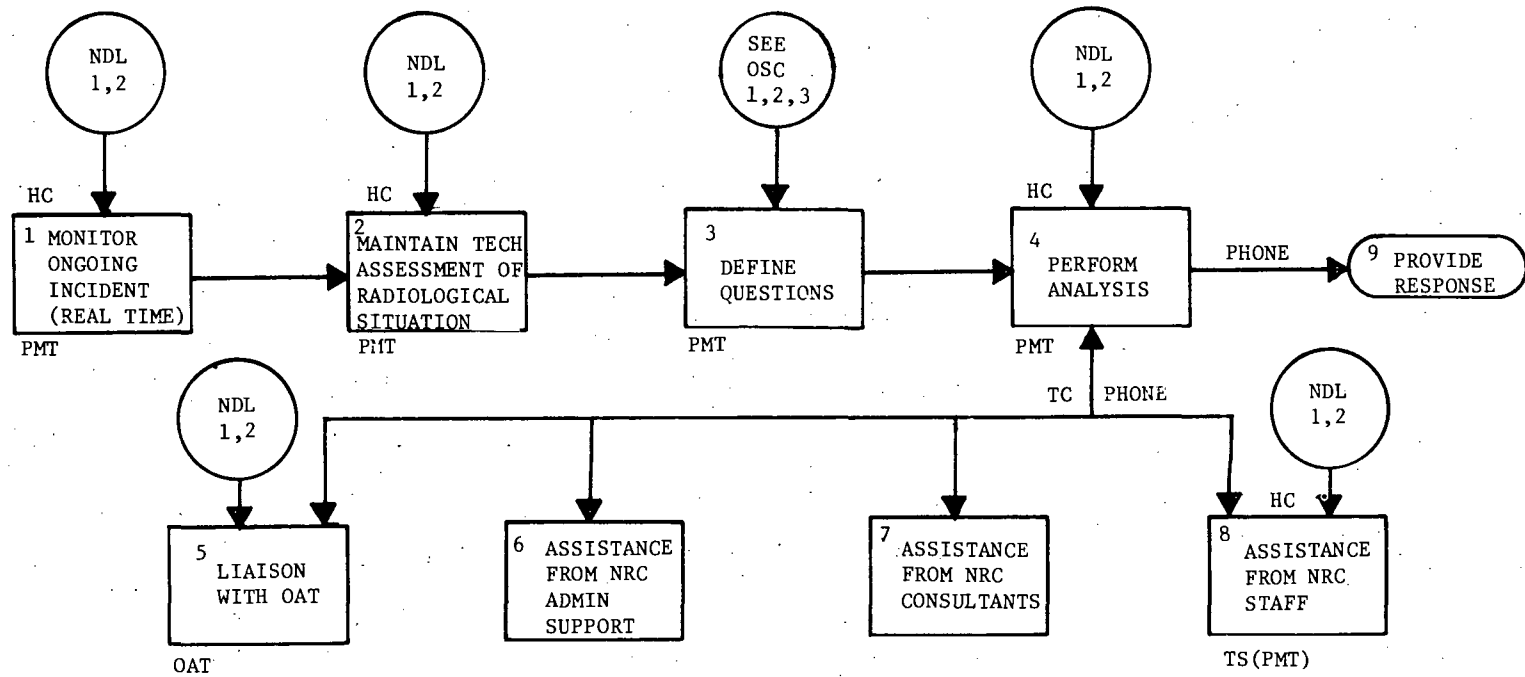 NDL
1,2
NDL
1,2
SEE
OSC
1,2,3
NDL
1,2
HC
HC
HC
1 MONITOR
ONGOING
INCIDENT
(REAL TIME)
PMT
2
MAINTAIN TECH
ASSESSMENT OF
RADIOLOGICAL
SITUATION
PMT
3
DEFINE
QUESTIONS
PMT
4
PERFORM
ANALYSIS
PMT
PHONE
9 PROVIDE
RESPONSE
TC PHONE
NDL
1,2
NDL
1,2
HC
5
LIAISON
WITH OAT
OAT
6 ASSISTANCE
FROM NRC
ADMIN
SUPPORT
7 ASSISTANCE
FROM NRC
CONSULTANTS
8 ASSISTANCE
FROM NRC
STAFF
TS(PMT)